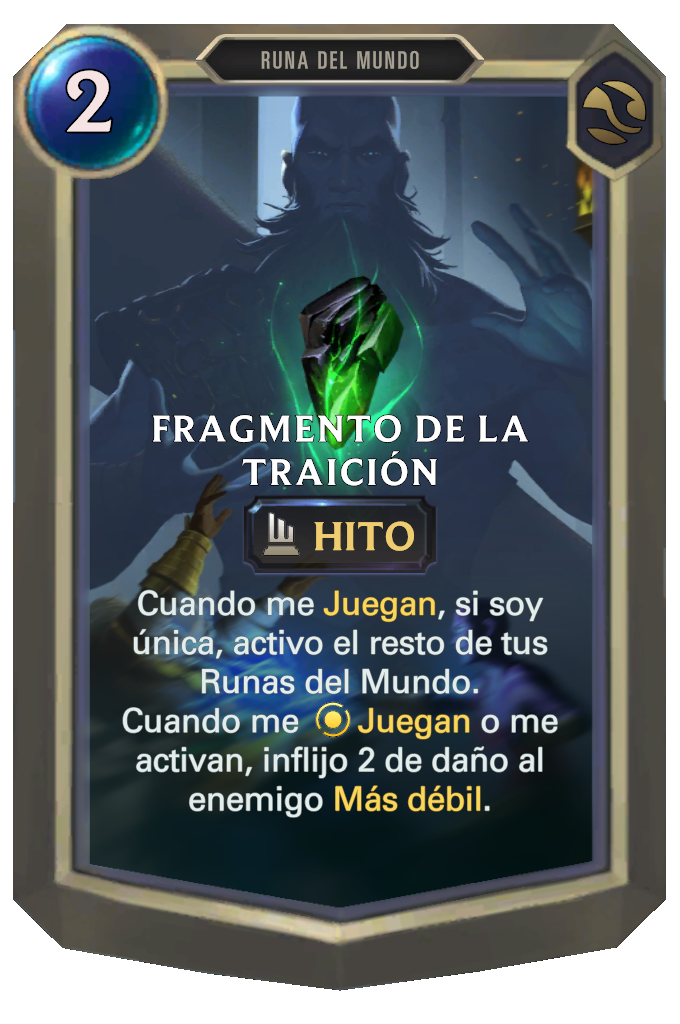 RUNA DEL MUNDO
2
FRAGMENTO DE LA
TRAICIÓN
HITO
Cuando me Juegan, si soy
única, activo el resto de tus
Runas del Mundo.
Cuando me Juegan o me
activan, inflijo 2 de daño al
enemigo Más débil.